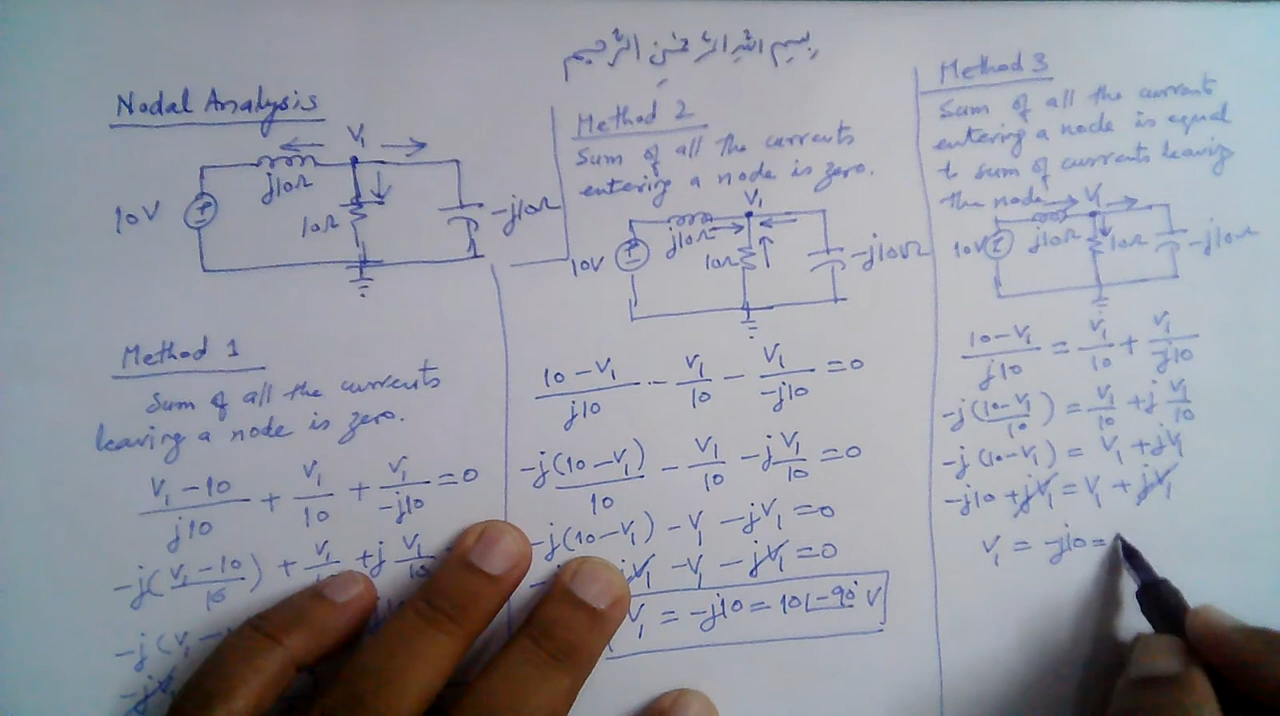 بسم الله الرحمن الرحيم
Nodal Analysis
V₁
j10Ω
10V
10Ω
-j10Ω
Method 1
Sum of all the currents
leaving a node is zero.
(V₁-10)/j10 + V₁/10 + V₁/-j10 = 0
-j(V₁-10)/10 + V₁/10 + j V₁/10
-j(V₁-
Method 2
Sum of all the currents
entering a node is zero.
V₁
j10Ω
10V
10Ω
-j10Ω
(10-V₁)/j10 - V₁/10 - V₁/-j10 = 0
-j(10-V₁)/10 - V₁/10 - jV₁/10 = 0
-j(10-V₁) - V₁ - jV₁ = 0
jV₁ - V₁ - jV₁ = 0
V₁ = -j10 = 10∠-90° V
Method 3
Sum of all the currents
entering a node is equal
t sum of currents leaving
the node
V₁
10V
j10Ω
10Ω
-j10Ω
(10-V₁)/j10 = V₁/10 + V₁/-j10
-j(10-V₁)/10 = V₁/10 + j V₁/10
-j(10-V₁) = V₁ + jV₁
-j10 + jV₁ = V₁ + jV₁
V₁ = -j10 =